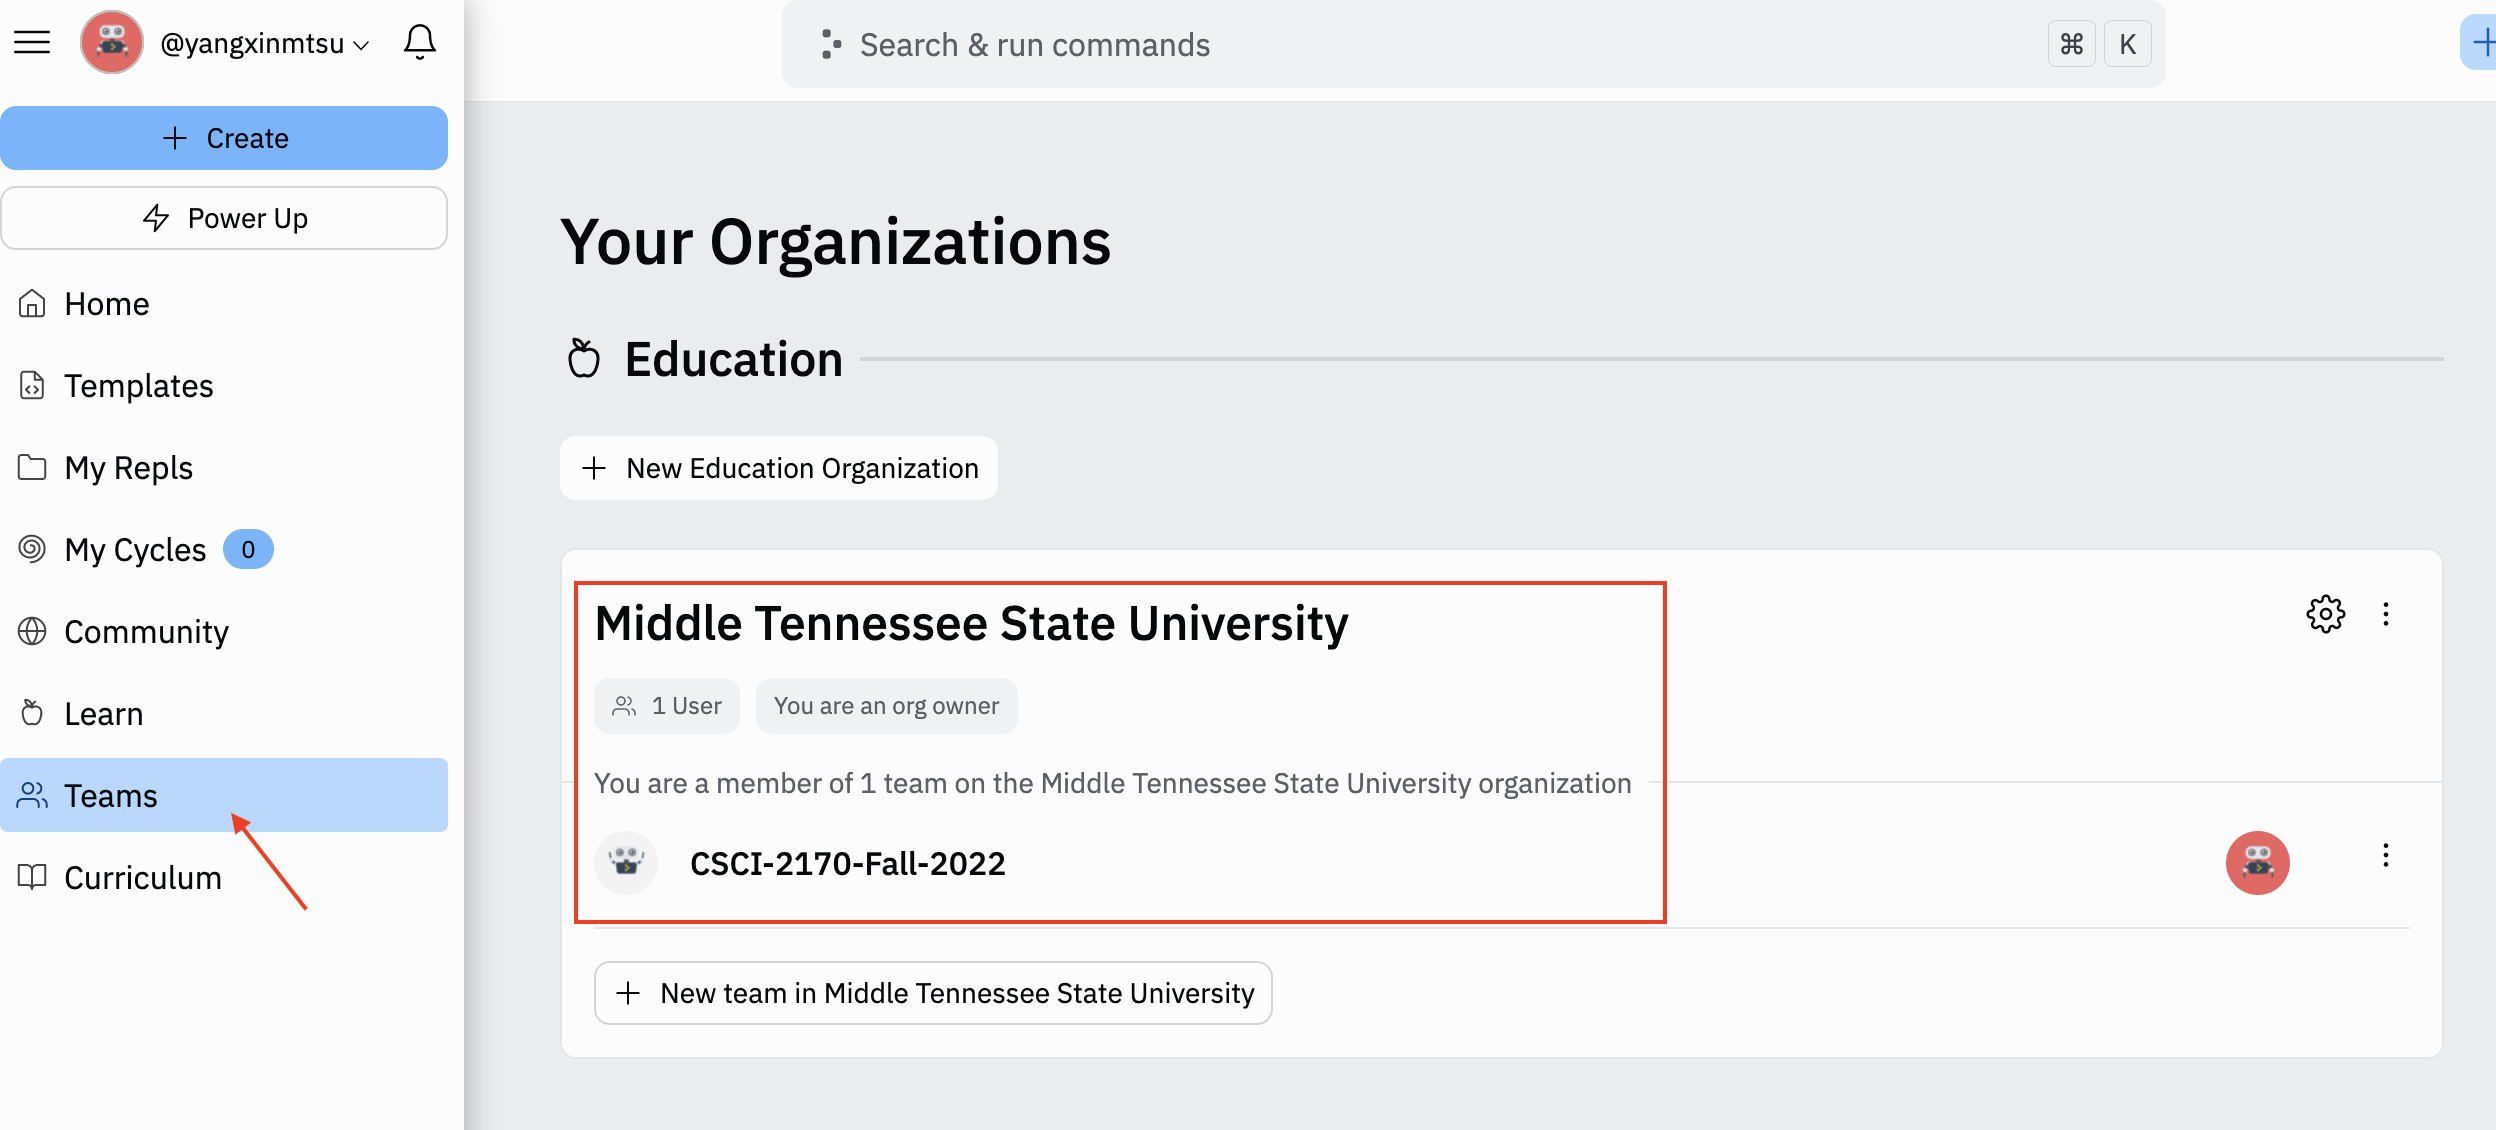 @yangxinmtsu
Create
Power Up
Home
Templates
My Repls
My Cycles 0
Community
Learn
Teams
Curriculum
Search & run commands ⌘ K
Your Organizations
Education
New Education Organization
Middle Tennessee State University
1 User You are an org owner
You are a member of 1 team on the Middle Tennessee State University organization
CSCI-2170-Fall-2022
New team in Middle Tennessee State University